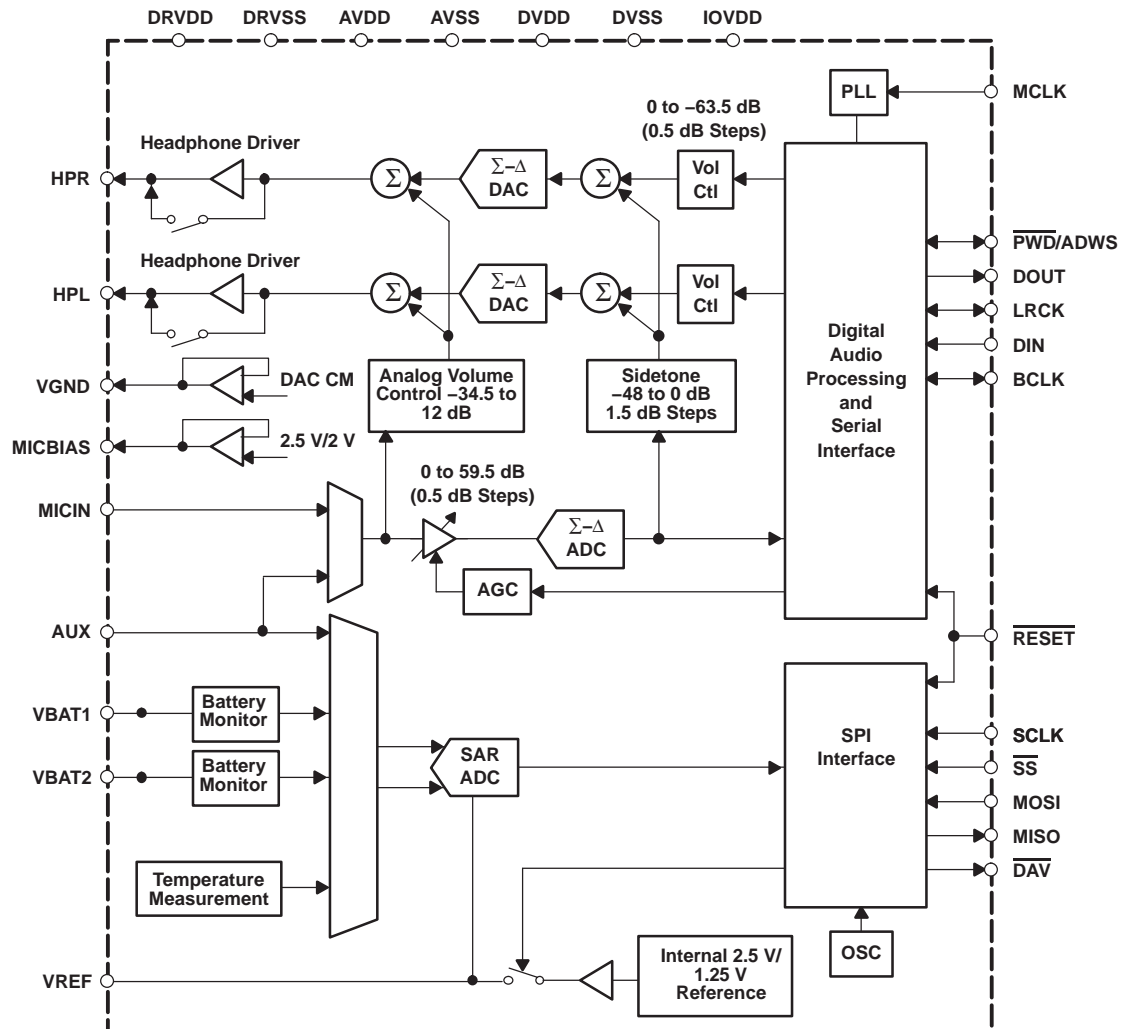 DRVDD DRVSS AVDD AVSS DVDD DVSS IOVDD
PLL
MCLK
0 to −63.5 dB
(0.5 dB Steps)
Headphone Driver
HPR
Σ
Σ−Δ
DAC
Σ
Vol
Ctl
PWD/ADWS
Headphone Driver
DOUT
HPL
Σ
Σ−Δ
DAC
Σ
Vol
Ctl
LRCK
Digital
Audio
Processing
and
Serial
Interface
DIN
BCLK
VGND
DAC CM
Analog Volume
Control −34.5 to
12 dB
Sidetone
−48 to 0 dB
1.5 dB Steps
MICBIAS
2.5 V/2 V
0 to 59.5 dB
(0.5 dB Steps)
MICIN
Σ−Δ
ADC
AGC
AUX
RESET
VBAT1
Battery
Monitor
SPI
Interface
SCLK
SS
VBAT2
Battery
Monitor
SAR
ADC
MOSI
MISO
DAV
Temperature
Measurement
OSC
VREF
Internal 2.5 V/
1.25 V
Reference